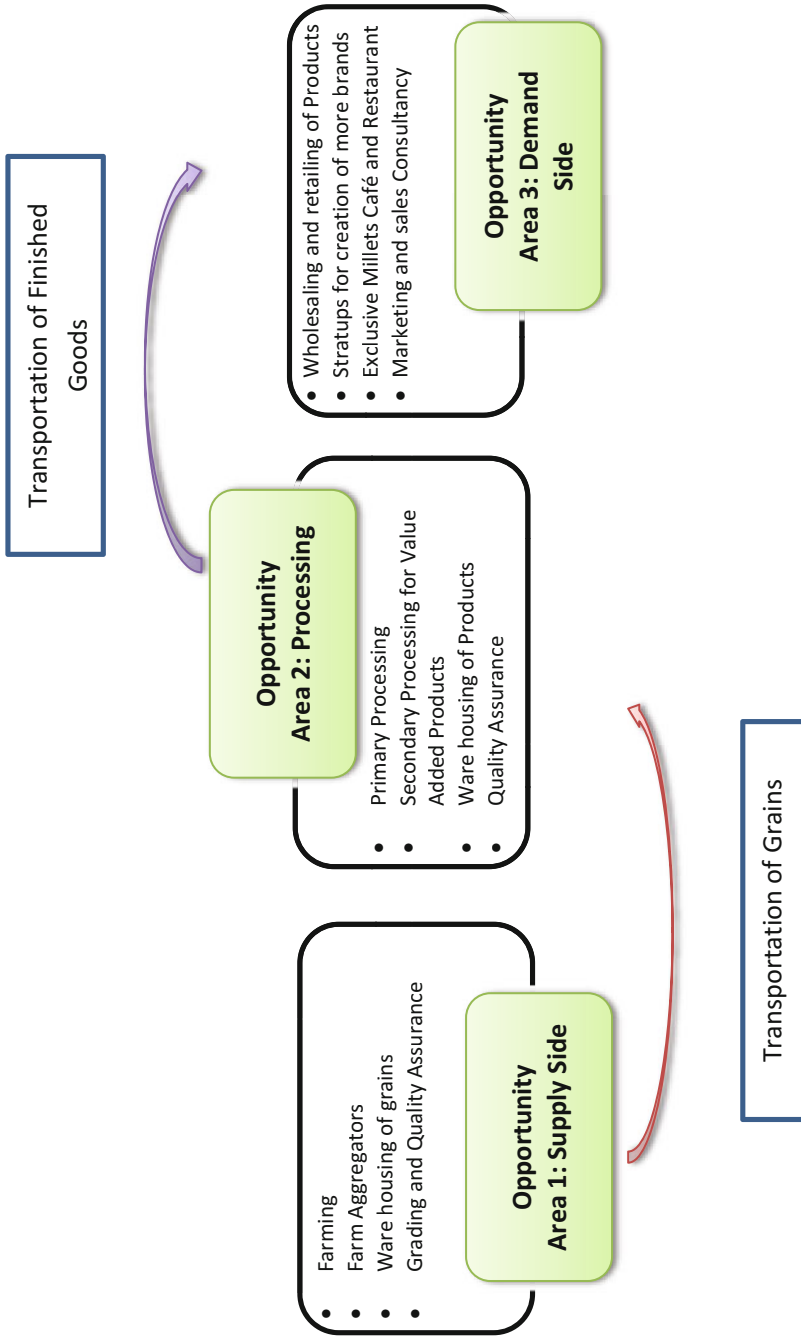 Farming
Farm Aggregators
Ware housing of grains
Grading and Quality Assurance
Opportunity
Area 1: Supply Side
Transportation of Grains
Opportunity
Area 2: Processing
Primary Processing
Secondary Processing for Value
Added Products
Ware housing of Products
Quality Assurance
Transportation of Finished
Goods
Wholesaling and retailing of Products
Stratups for creation of more brands
Exclusive Millets Café and Restaurant
Marketing and sales Consultancy
Opportunity
Area 3: Demand
Side